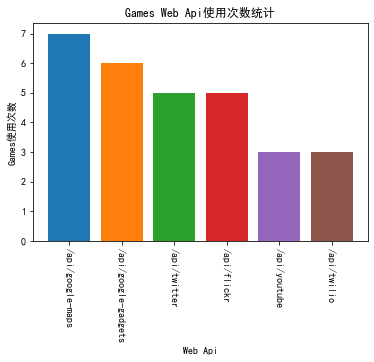 Games Web Api使用次数统计
Games使用次数
7
6
5
4
3
2
1
0
/api/google-maps
/api/google-gadgets
/api/twitter
/api/flickr
/api/youtube
/api/twilio
Web Api